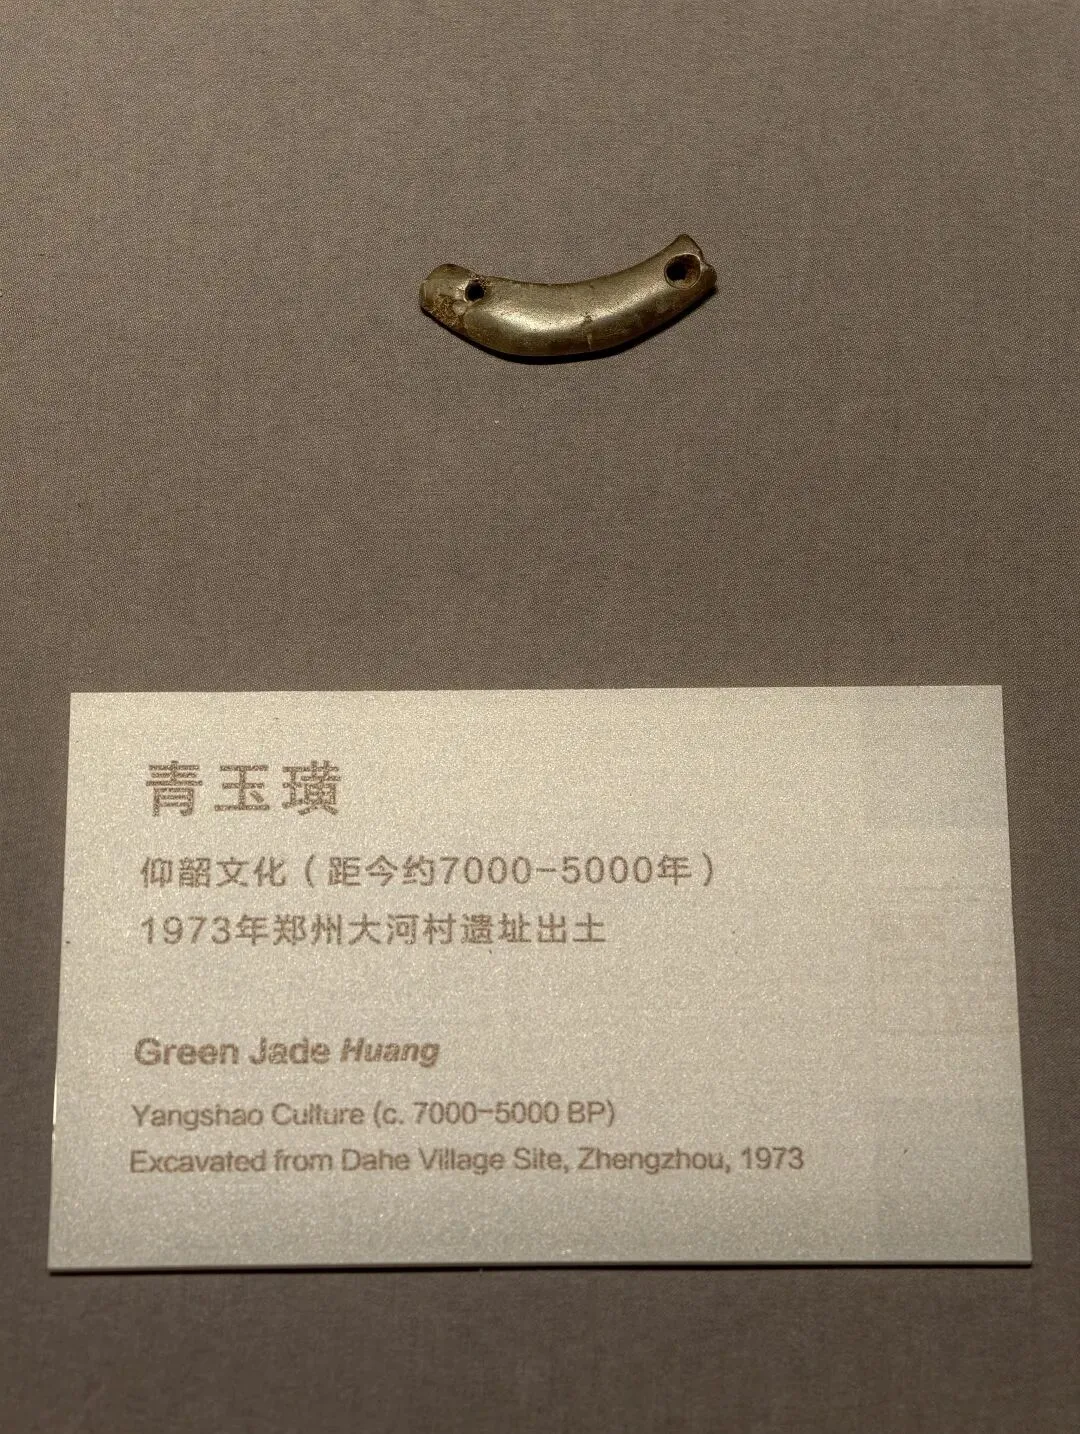 青玉璜
仰韶文化（距今约7000-5000年）
1973年郑州大河村遗址出土
Green Jade Huang
Yangshao Culture (c. 7000-5000 BP)
Excavated from Dahe Village Site, Zhengzhou, 1973